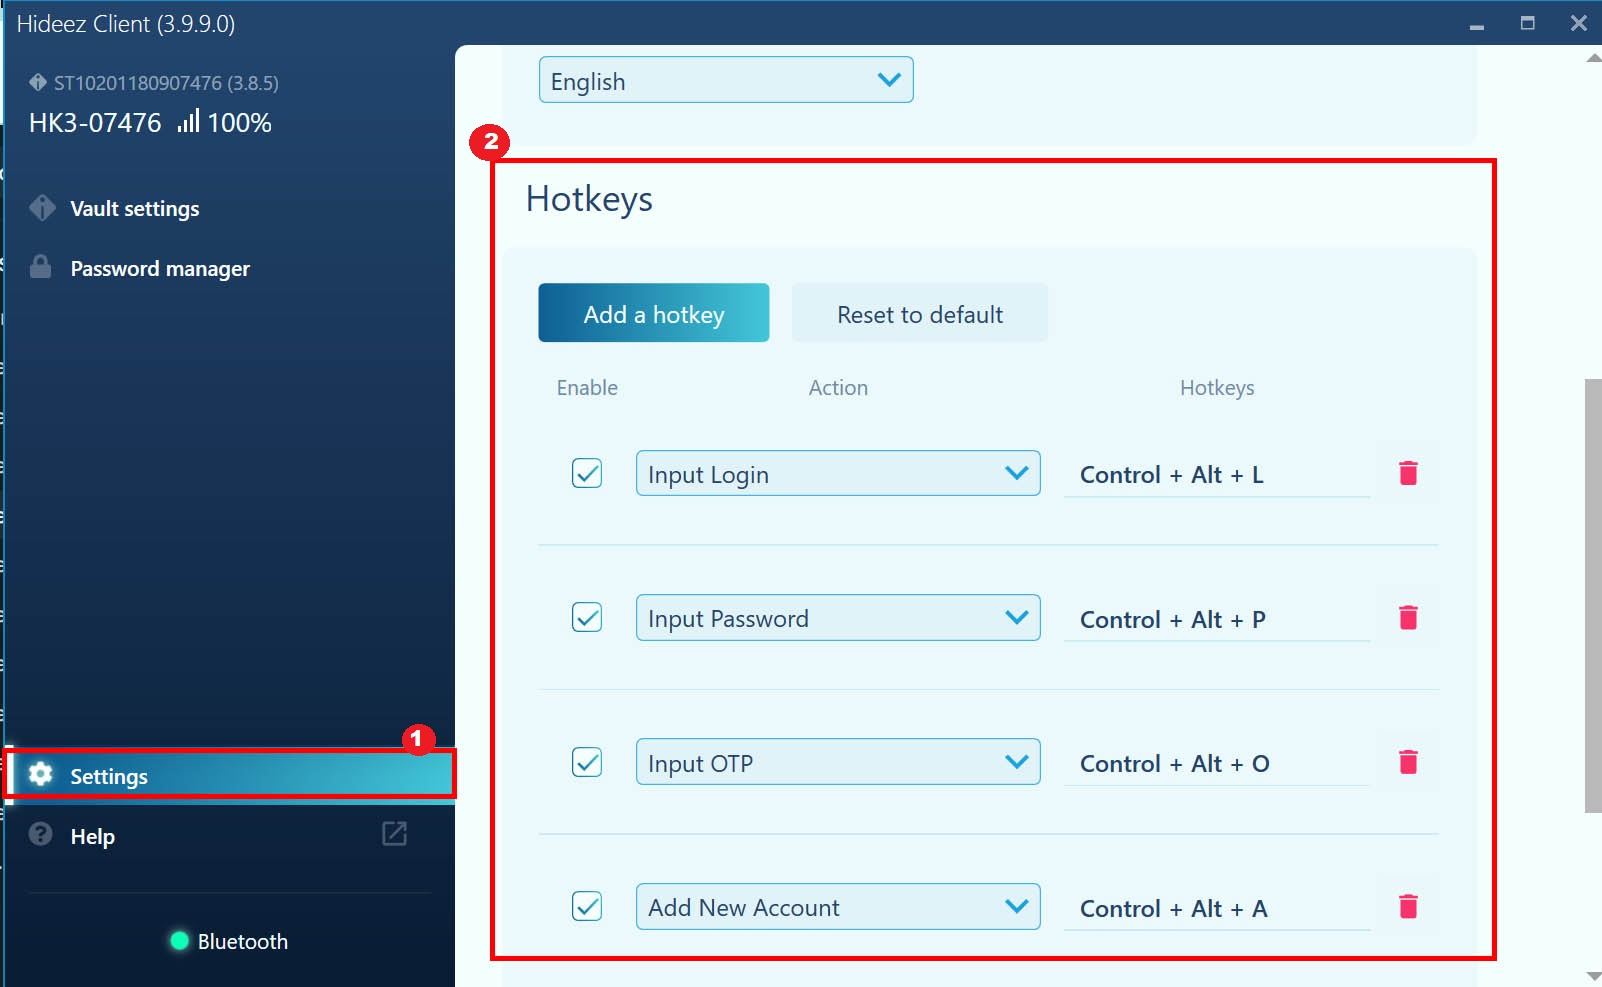 Hideez Client (3.9.9.0)
ST10201180907476 (3.8.5)
HK3-07476 100%
Vault settings
Password manager
1
Settings
Help
Bluetooth
English
2
Hotkeys
Add a hotkey Reset to default
Enable Action Hotkeys
Input Login Control + Alt + L
Input Password Control + Alt + P
Input OTP Control + Alt + O
Add New Account Control + Alt + A